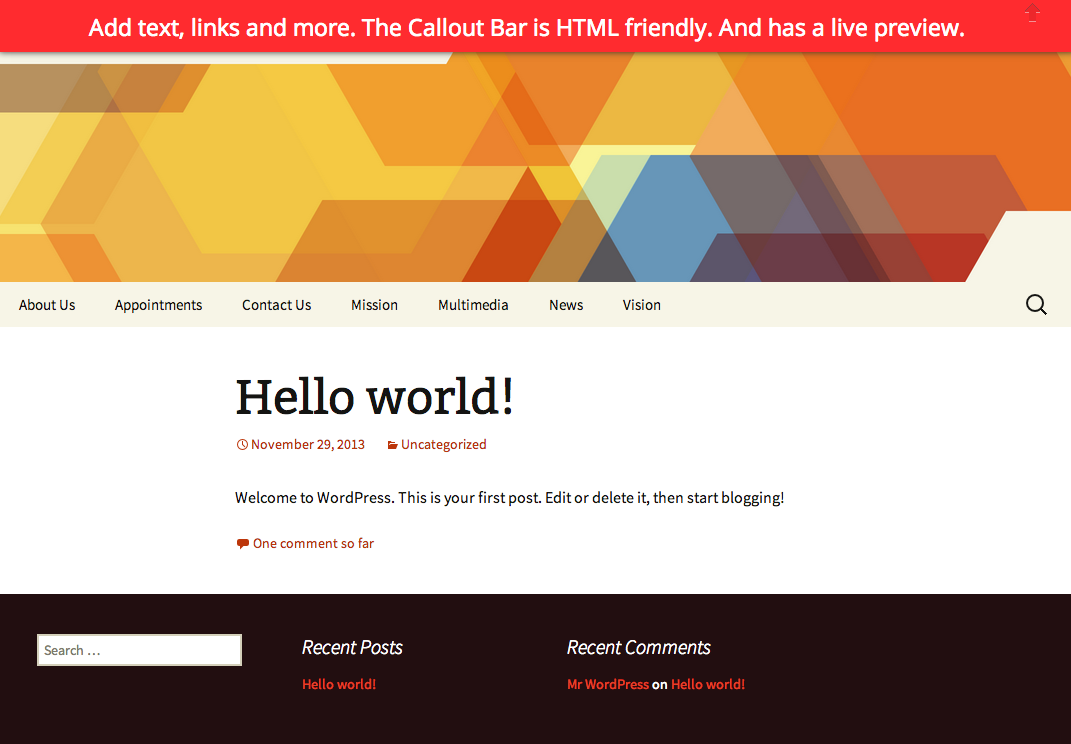 Add text, links and more. The Callout Bar is HTML friendly. And has a live preview.
About Us Appointments Contact Us Mission Multimedia News Vision
Hello world!
November 29, 2013 Uncategorized
Welcome to WordPress. This is your first post. Edit or delete it, then start blogging!
One comment so far
Search …
Recent Posts
Hello world!
Recent Comments
Mr WordPress on Hello world!